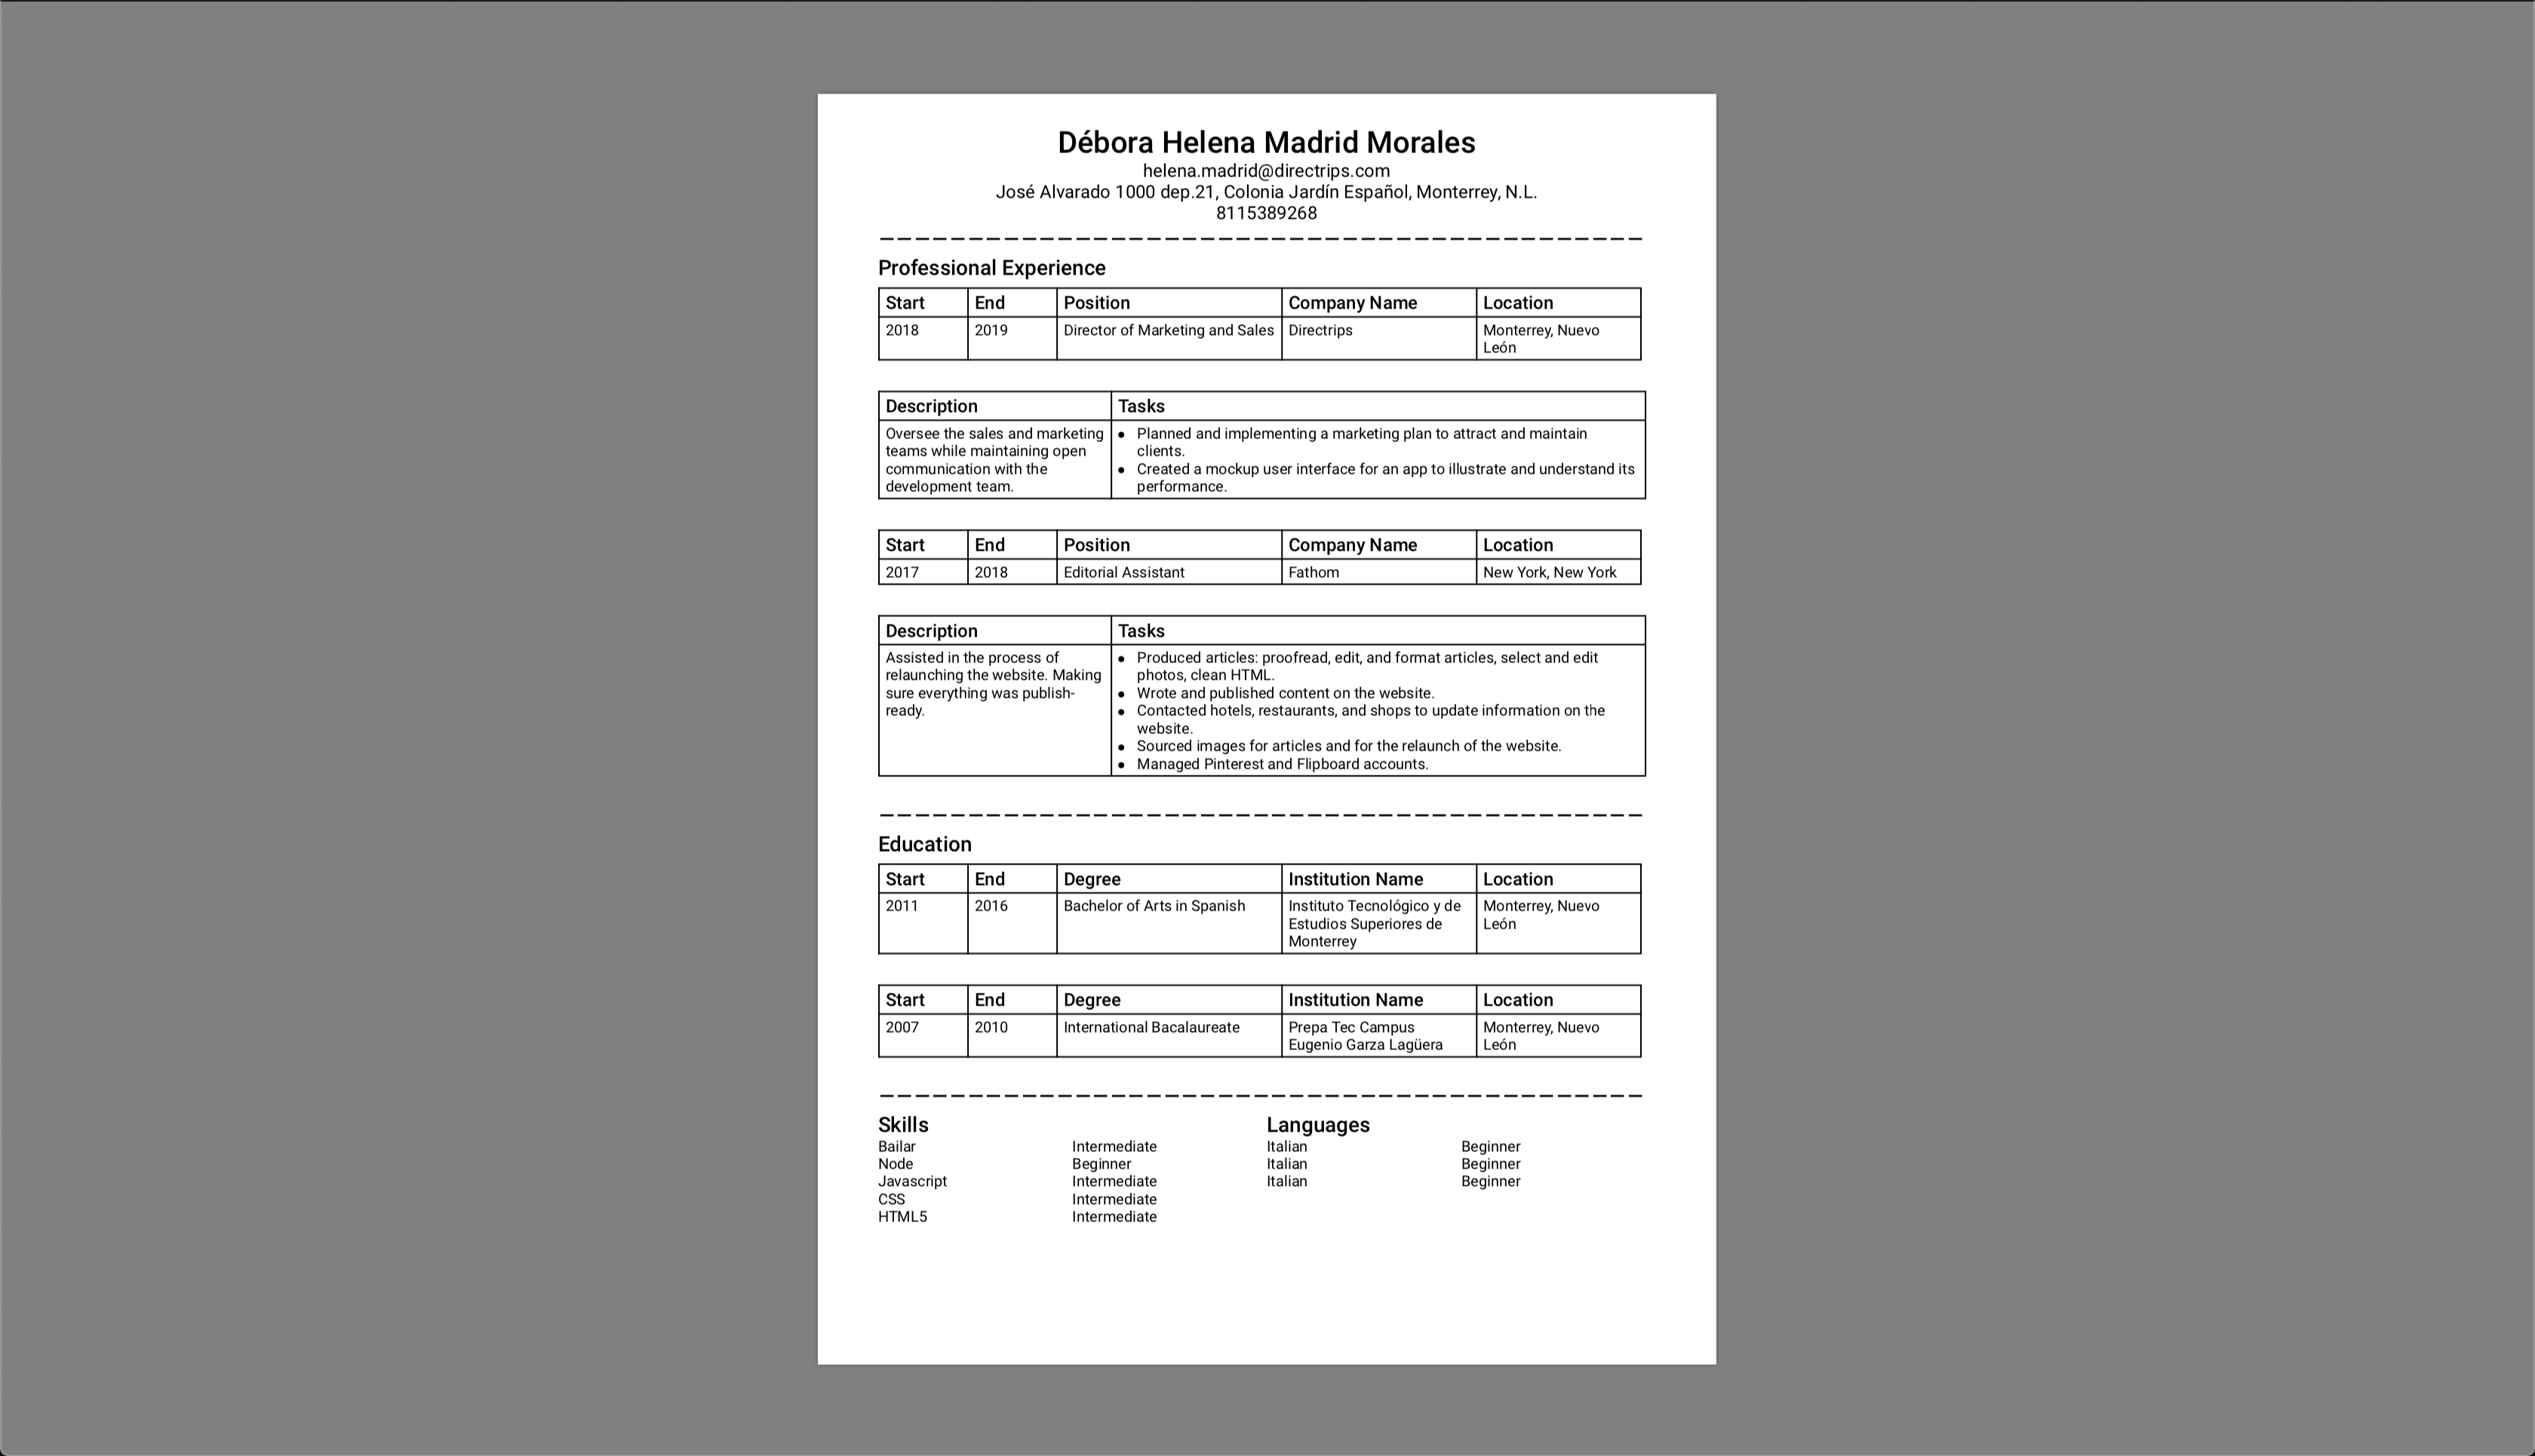 Débora Helena Madrid Morales
helena.madrid@directrips.com
José Alvarado 1000 dep.21, Colonia Jardín Español, Monterrey, N.L.
8115389268
Professional Experience
Start End Position Company Name Location
2018 2019 Director of Marketing and Sales Directrips Monterrey, Nuevo
León
Description Tasks
Oversee the sales and marketing
teams while maintaining open
communication with the
development team.
● Planned and implementing a marketing plan to attract and maintain
clients.
● Created a mockup user interface for an app to illustrate and understand its
performance.
Start End Position Company Name Location
2017 2018 Editorial Assistant Fathom New York, New York
Description Tasks
Assisted in the process of
relaunching the website. Making
sure everything was publish-
ready.
● Produced articles: proofread, edit, and format articles, select and edit
photos, clean HTML.
● Wrote and published content on the website.
● Contacted hotels, restaurants, and shops to update information on the
website.
● Sourced images for articles and for the relaunch of the website.
● Managed Pinterest and Flipboard accounts.
Education
Start End Degree Institution Name Location
2011 2016 Bachelor of Arts in Spanish Instituto Tecnológico y de Monterrey, Nuevo
Estudios Superiores de León
Monterrey
Start End Degree Institution Name Location
2007 2010 International Bacalaureate Prepa Tec Campus Monterrey, Nuevo
Eugenio Garza Lagüera León
Skills Languages
Bailar Intermediate Italian Beginner
Node Beginner Italian Beginner
Javascript Intermediate Italian Beginner
CSS Intermediate
HTML5 Intermediate